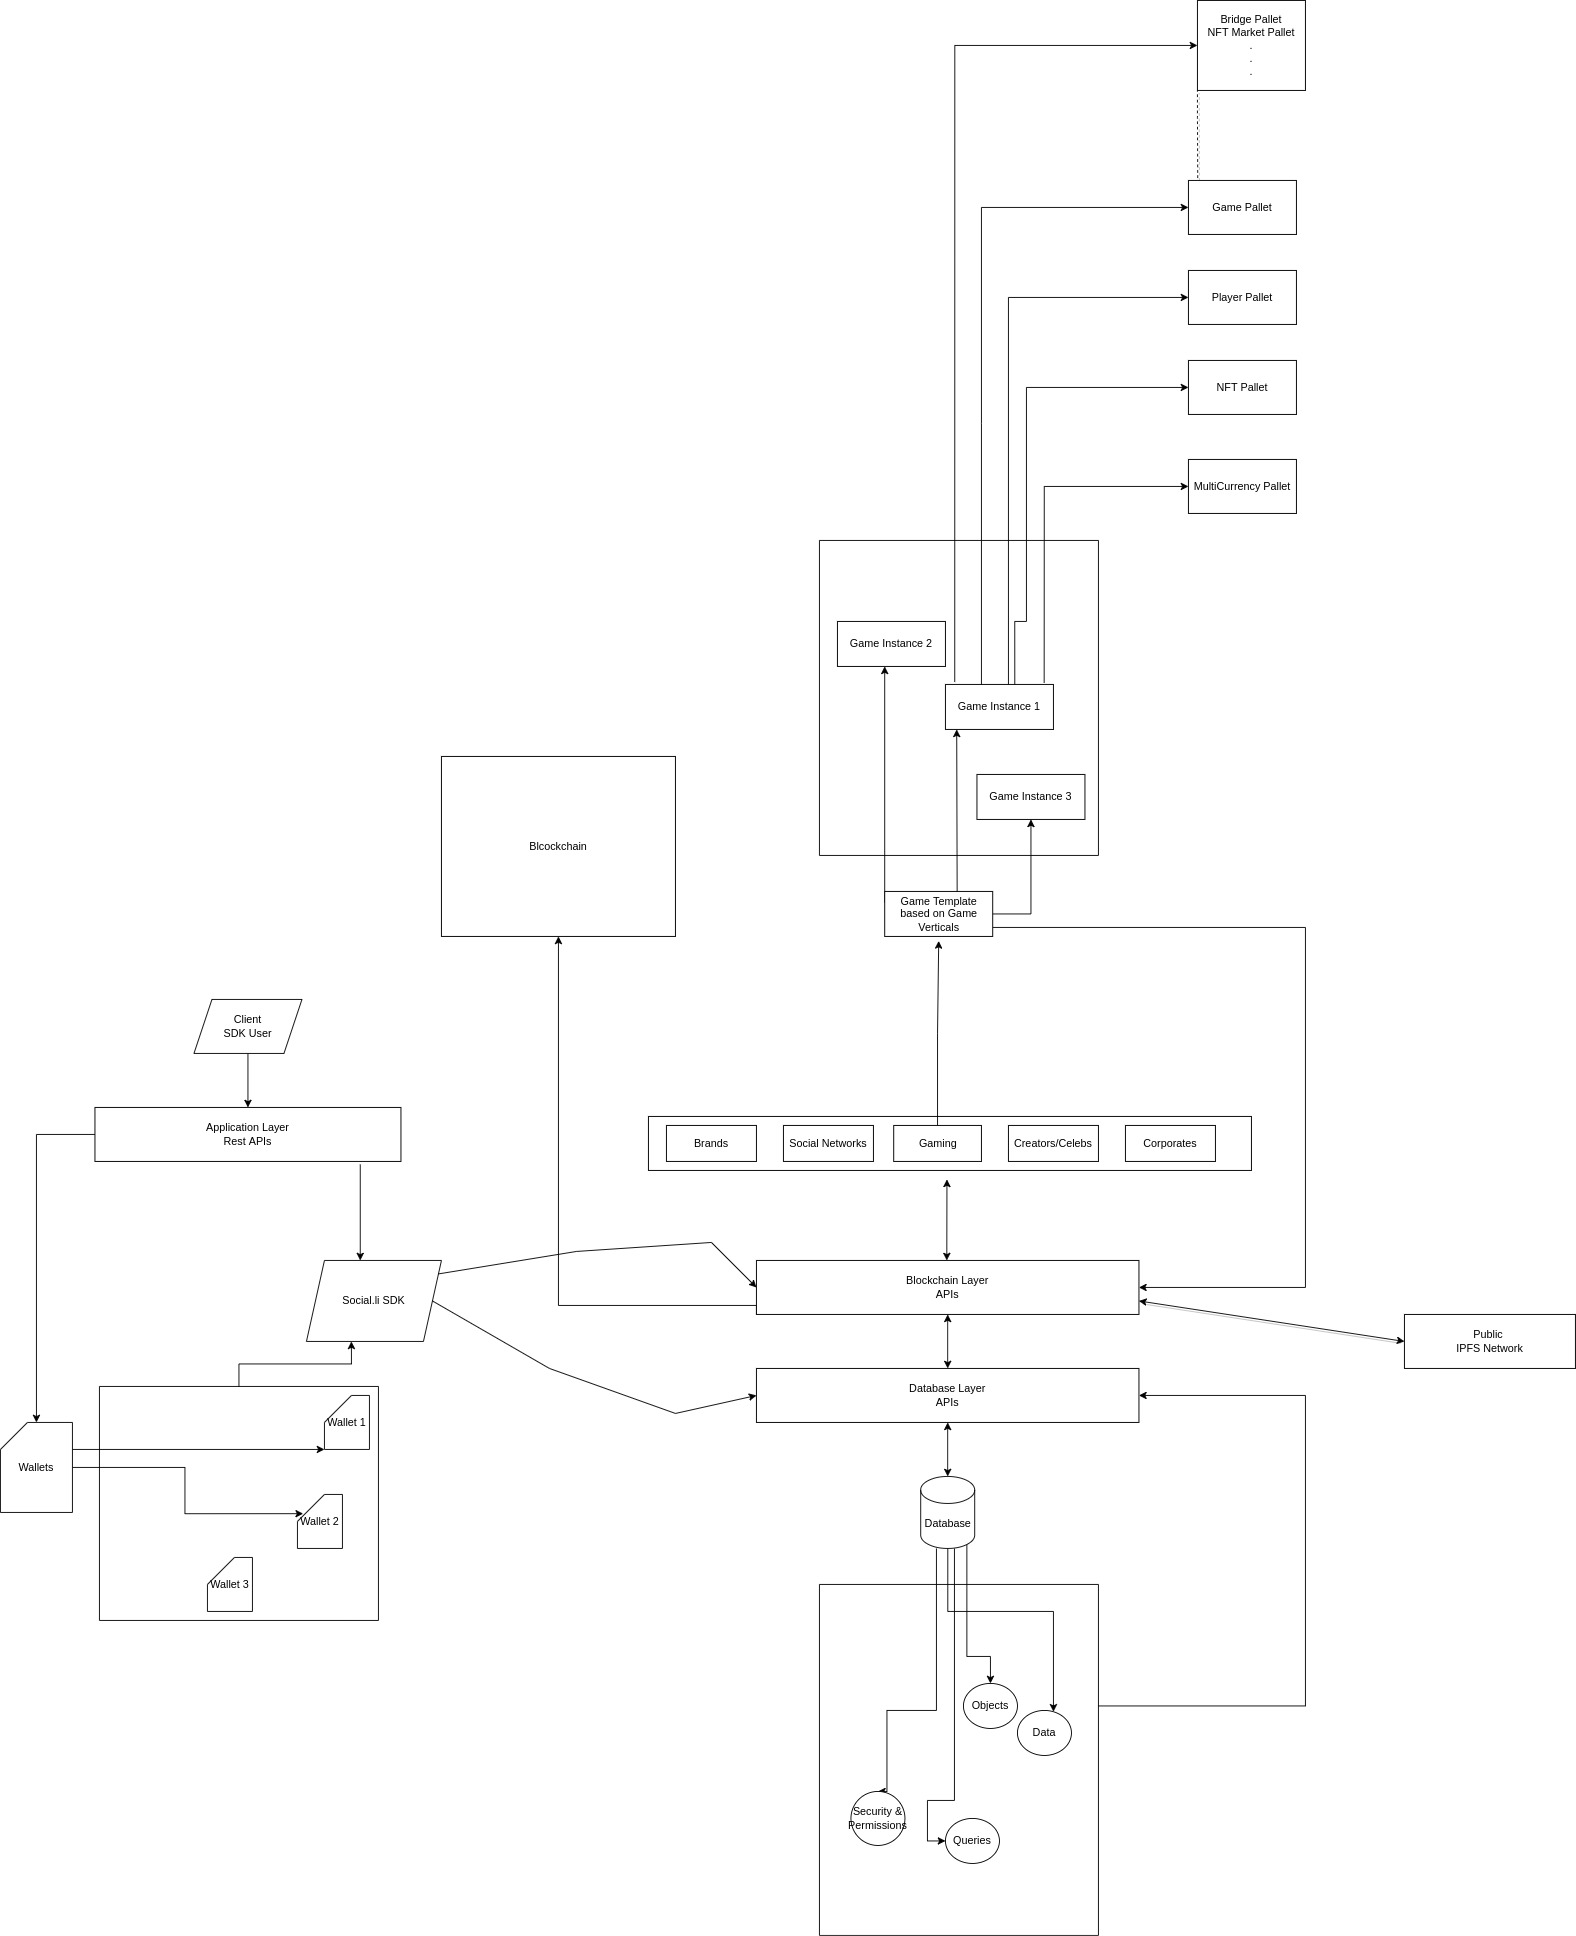 Bridge Pallet
NFT Market Pallet
.
.
.
Game Pallet
Player Pallet
NFT Pallet
MultiCurrency Pallet
Game Instance 2
Game Instance 1
Game Instance 3
Blcockchain
Game Template
based on Game
Verticals
Client
SDK User
Application Layer
Rest APIs
Brands
Social Networks
Gaming
Creators/Celebs
Corporates
Social.li SDK
Blockchain Layer
APIs
Public
IPFS Network
Database Layer
APIs
Wallets
Wallet 1
Wallet 2
Wallet 3
Database
Objects
Data
Security &
Permissions
Queries